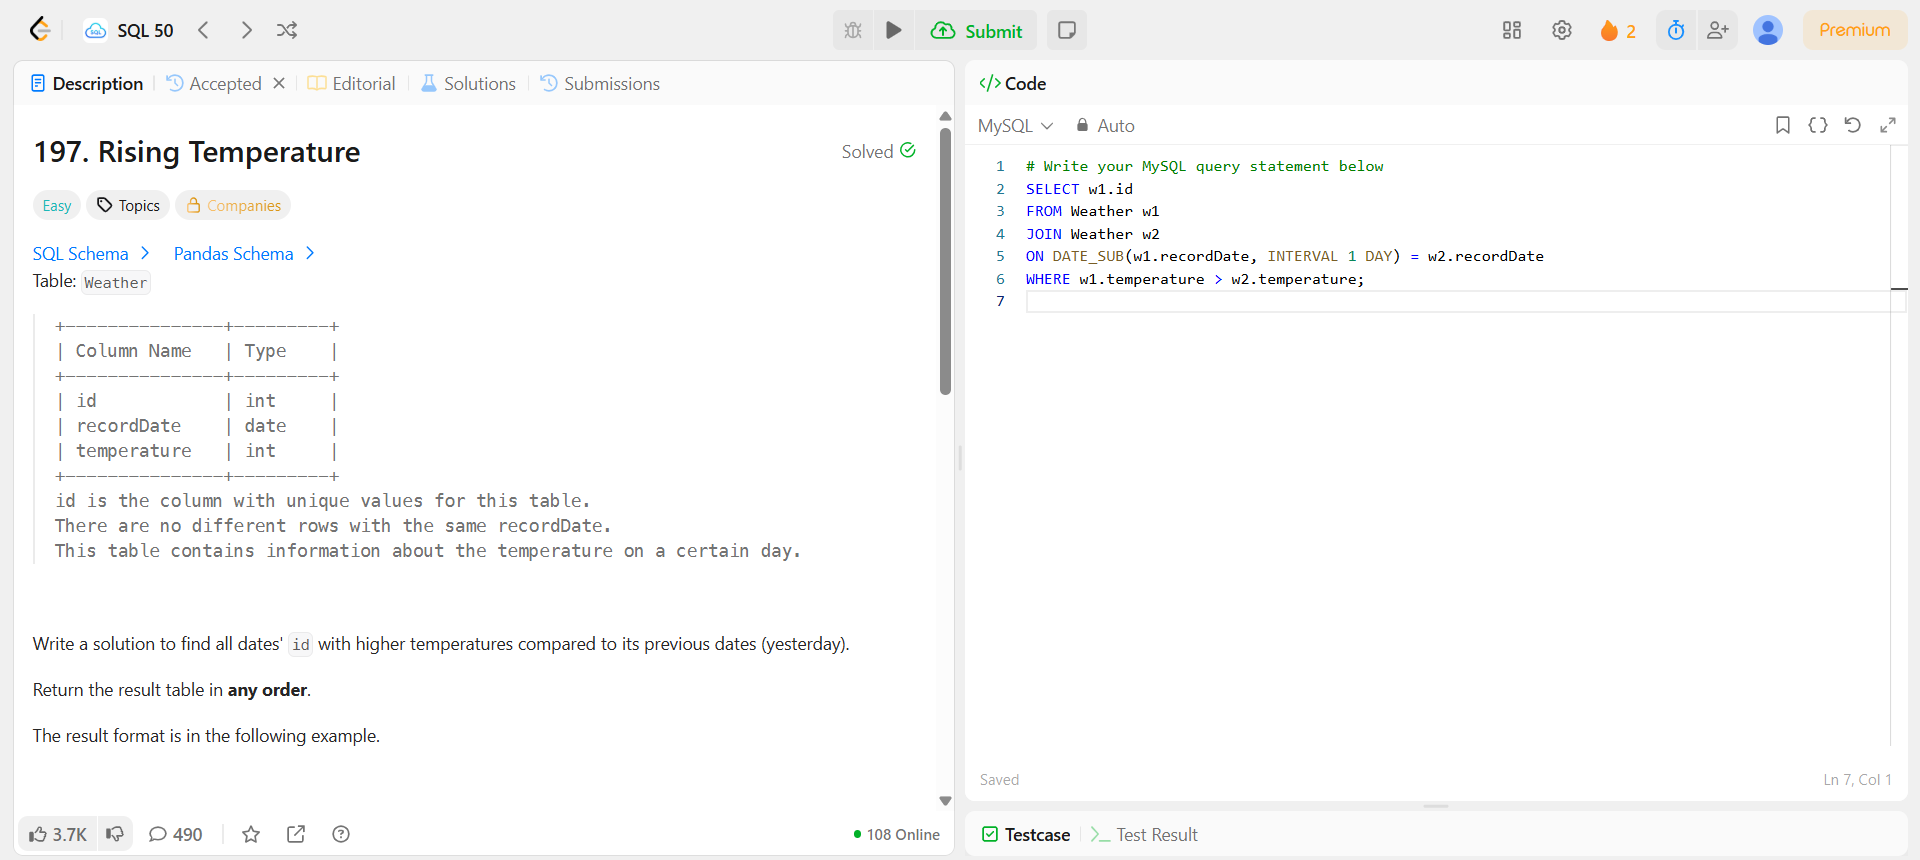 SQL 50
Submit
2
Premium
Description
Accepted
Editorial
Solutions
Submissions
197. Rising Temperature
Solved
Easy
Topics
Companies
SQL Schema
Pandas Schema
Table: Weather
+---------------+---------+
| Column Name   | Type    |
+---------------+---------+
| id            | int     |
| recordDate    | date    |
| temperature   | int     |
+---------------+---------+
id is the column with unique values for this table.
There are no different rows with the same recordDate.
This table contains information about the temperature on a certain day.
Write a solution to find all dates' id with higher temperatures compared to its previous dates (yesterday).
Return the result table in any order.
The result format is in the following example.
3.7K
490
108 Online
</> Code
MySQL
Auto
1 # Write your MySQL query statement below
2 SELECT w1.id
3 FROM Weather w1
4 JOIN Weather w2
5 ON DATE_SUB(w1.recordDate, INTERVAL 1 DAY) = w2.recordDate
6 WHERE w1.temperature > w2.temperature;
7
Saved
Ln 7, Col 1
Testcase
Test Result